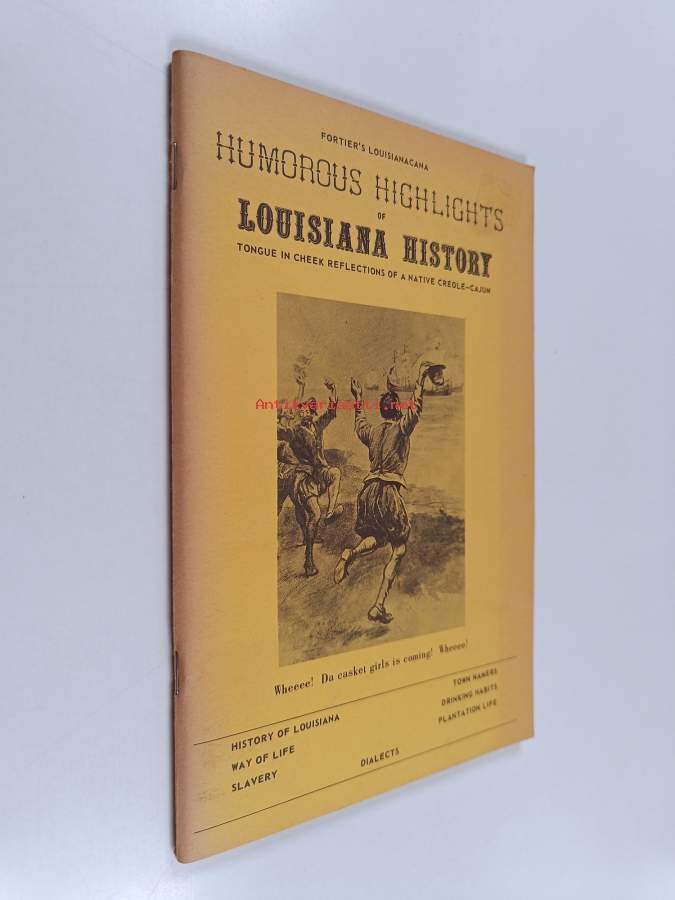 FORTIER'S LOUISIANACANA
HUMOROUS HIGHLIGHTS
OF
LOUISIANA HISTORY
TONGUE IN CHEEK REFLECTIONS OF A NATIVE CREOLE-CAJUN
Antikvariaatti.net
Wheeee! Da casket girls is coming! Wheeee!
HISTORY OF LOUISIANA
WAY OF LIFE
SLAVERY
DIALECTS
TOWN NAMERS
DRINKING HABITS
PLANTATION LIFE